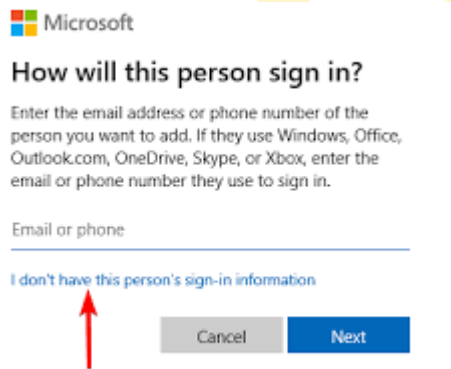 Microsoft
How will this person sign in?
Enter the email address or phone number of the
person you want to add. If they use Windows, Office,
Outlook.com, OneDrive, Skype, or Xbox, enter the
email or phone number they use to sign in.
Email or phone
I don't have this person's sign-in information
Cancel Next